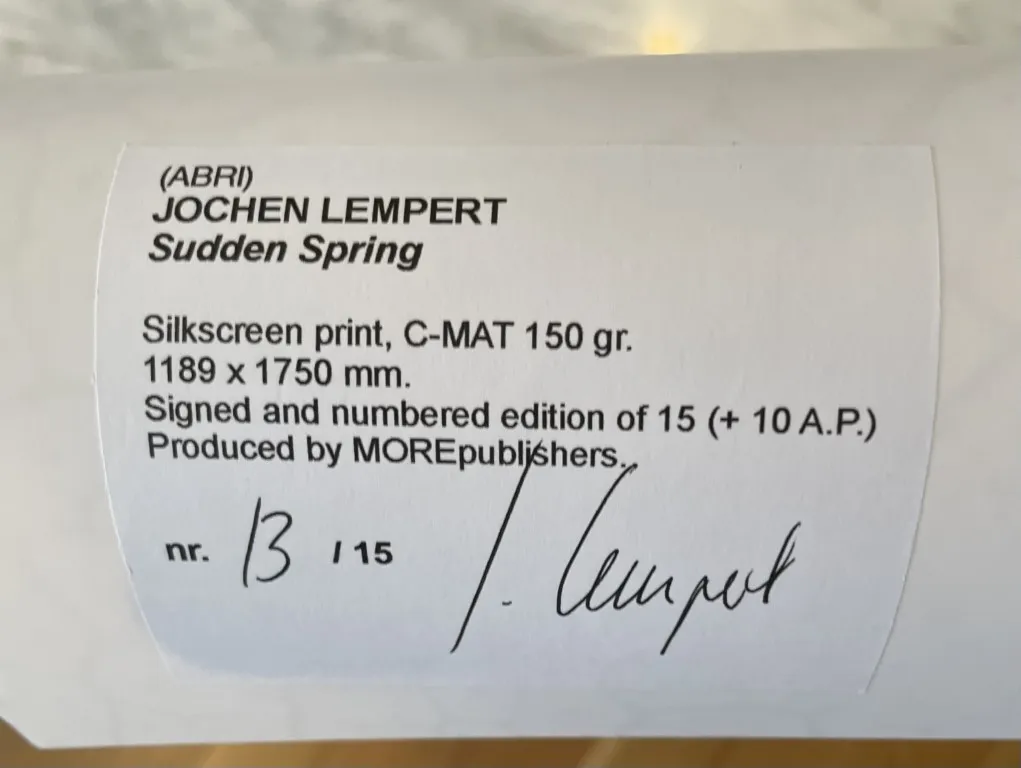 (ABRI)
JOCHEN LEMPERT
Sudden Spring
Silkscreen print, C-MAT 150 gr.
1189 x 1750 mm.
Signed and numbered edition of 15 (+ 10 A.P.)
Produced by MOREpublishers.
nr. 13 / 15 J. Lempert